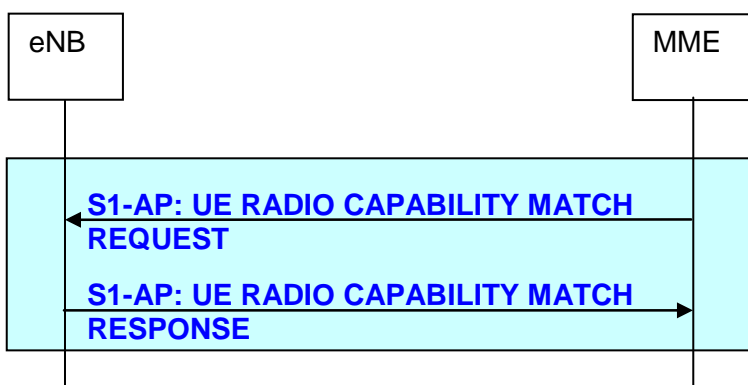 eNB
MME
S1-AP: UE RADIO CAPABILITY MATCH
REQUEST
S1-AP: UE RADIO CAPABILITY MATCH
RESPONSE